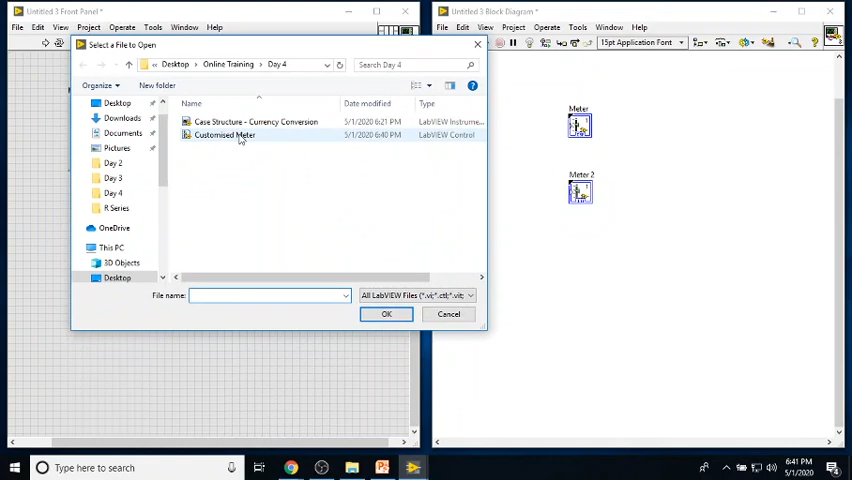 Untitled 3 Front Panel *
File Edit View Project Operate Tools Window Help
Select a File to Open
Desktop > Online Training > Day 4
Search Day 4
Organize
New folder
Name Date modified Type
Desktop
Downloads
Documents
Pictures
Day 2
Day 3
Day 4
R Series
OneDrive
This PC
3D Objects
Desktop
Case Structure - Currency Conversion 5/1/2020 6:21 PM LabVIEW Instrume...
Customised Meter 5/1/2020 6:40 PM LabVIEW Control
File name:
All LabVIEW Files (*.vi;*.ctl;*.vit;
OK Cancel
Untitled 3 Block Diagram *
File Edit View Project Operate Tools Window Help
15pt Application Font
Meter
Meter 2
Type here to search
6:41 PM
5/1/2020
4